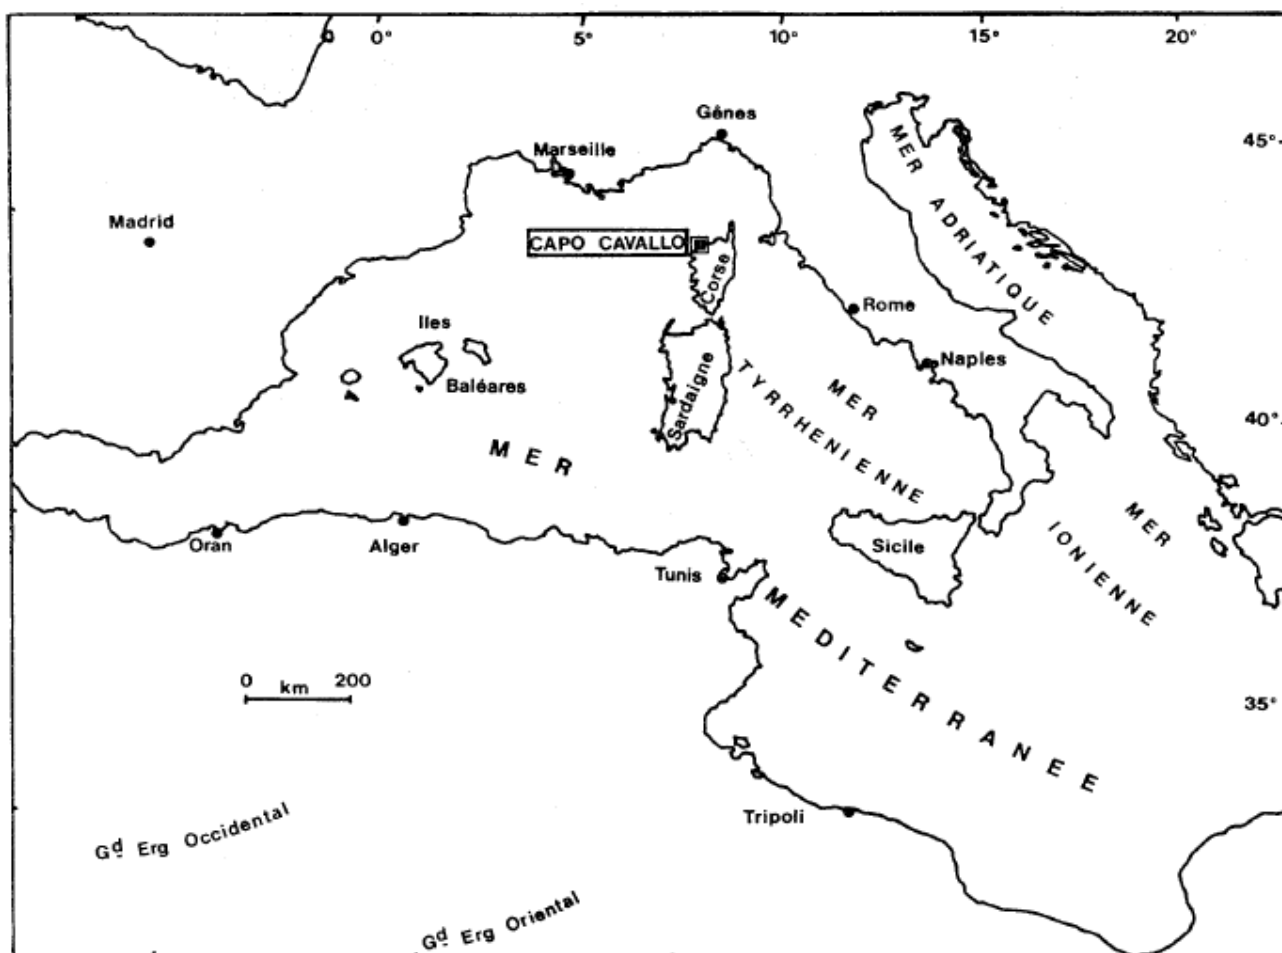 0° 5° 10° 15° 20°
Gênes
45°
Marseille
MER ADRIATIQUE
Madrid
CAPO CAVALLO
Corse
Rome
Iles
Baléares
Naples
Sardaigne
MER
TYRRHENIENNE
40°
MER
MER
IONIENNE
Oran
Alger
Sicile
Tunis
MEDITERRANEE
0 km 200
35°
Tripoli
Gd Erg Occidental
Gd Erg Oriental